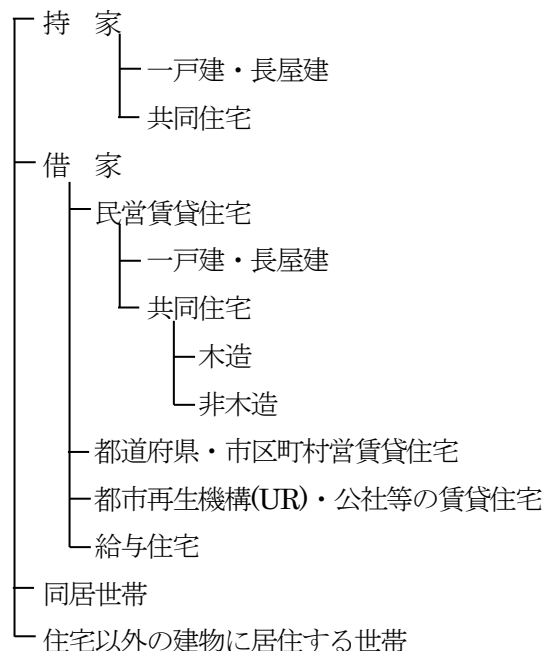 持　家
一戸建・長屋建
共同住宅
借　家
民営賃貸住宅
一戸建・長屋建
共同住宅
木造
非木造
都道府県・市区町村営賃貸住宅
都市再生機構(UR)・公社等の賃貸住宅
給与住宅
同居世帯
住宅以外の建物に居住する世帯